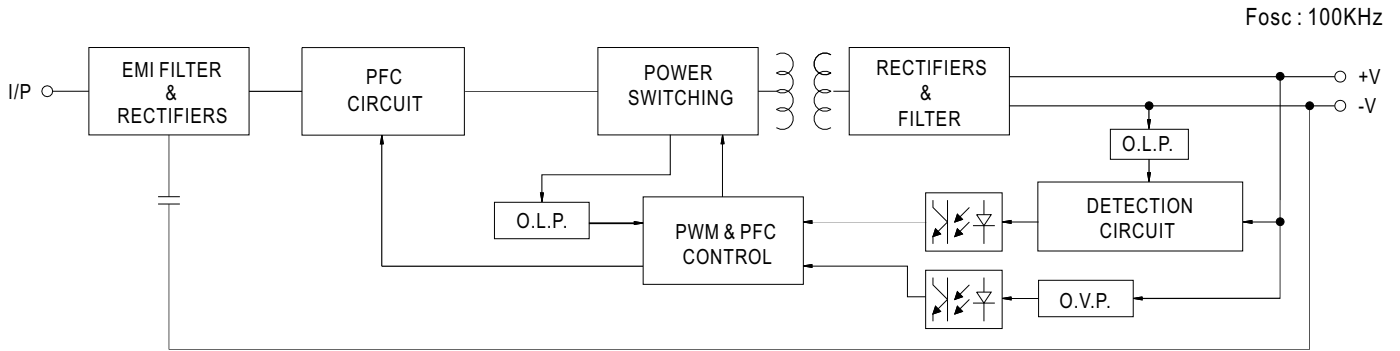 Fosc : 100KHz
I/P
EMI FILTER
&
RECTIFIERS
PFC
CIRCUIT
POWER
SWITCHING
RECTIFIERS
&
FILTER
+V
-V
O.L.P.
O.L.P.
PWM & PFC
CONTROL
DETECTION
CIRCUIT
O.V.P.